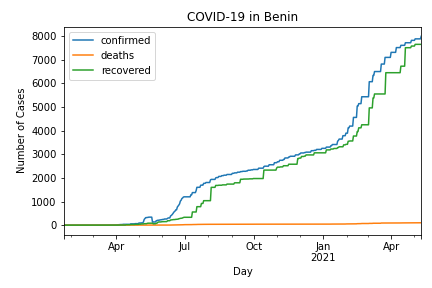 COVID-19 in Benin
confirmed
deaths
recovered
Number of Cases
8000
7000
6000
5000
4000
3000
2000
1000
0
Apr
Jul
Oct
Jan
2021
Apr
Day